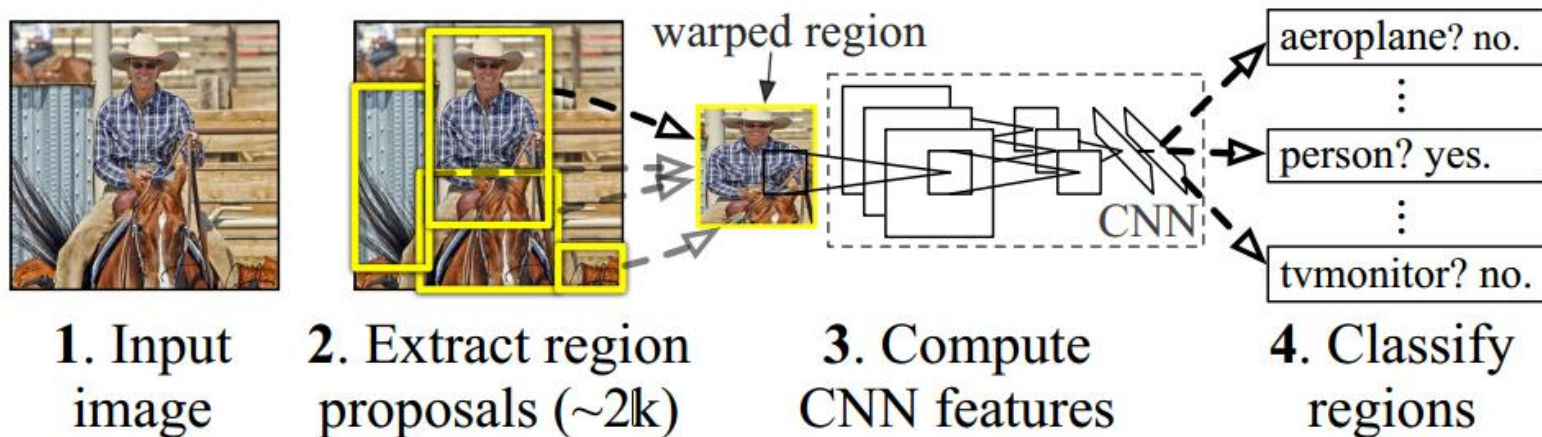 warped region
aeroplane? no.
⋮
person? yes.
⋮
tvmonitor? no.
CNN
1. Input
image
2. Extract region
proposals (~2k)
3. Compute
CNN features
4. Classify
regions